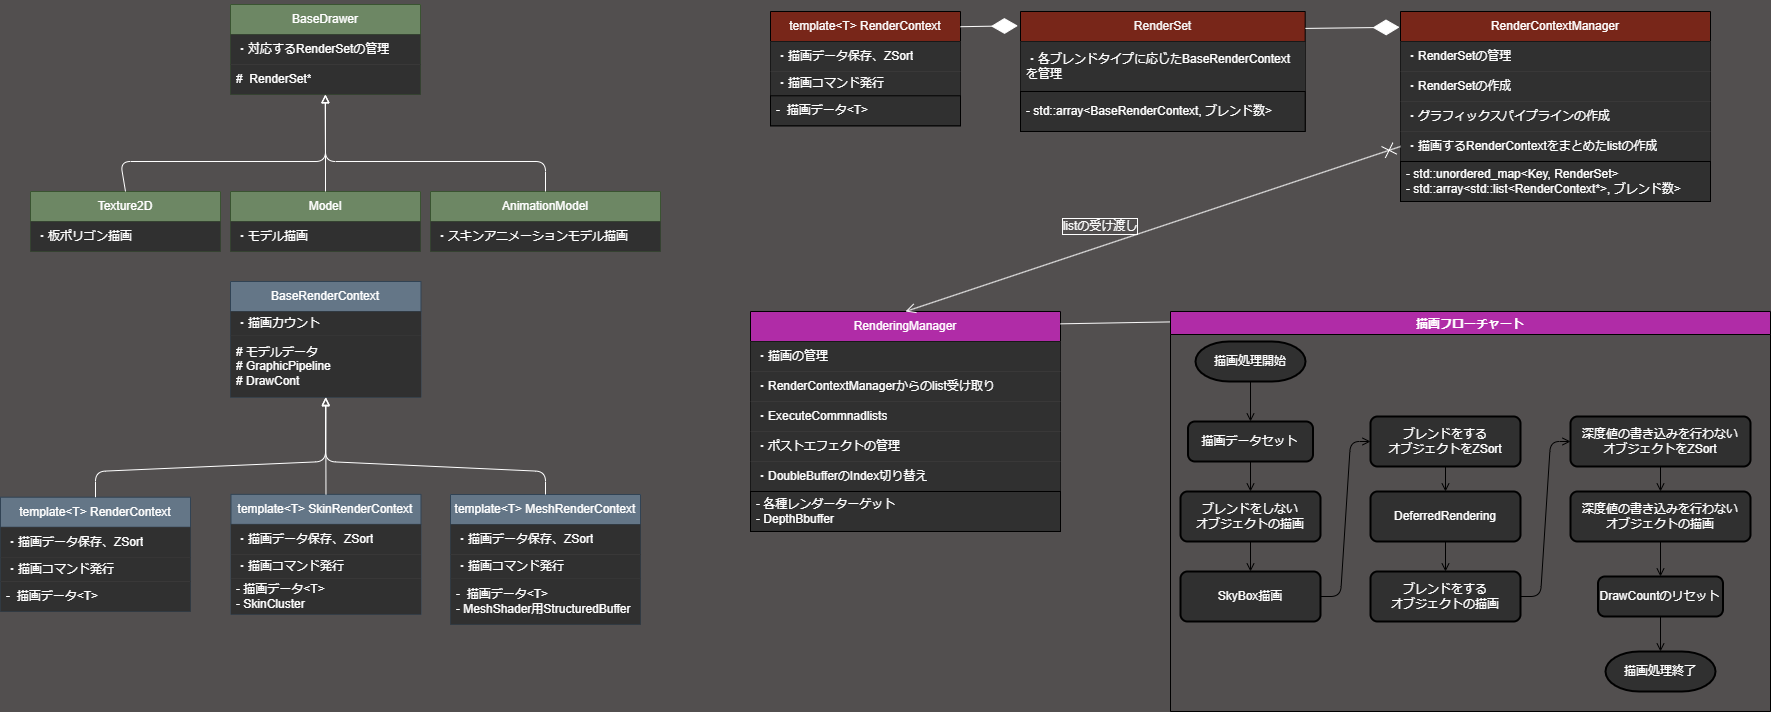 BaseDrawer
- 対応するRenderSetの管理
# RenderSet*
Texture2D
- 板ポリゴン描画
Model
- モデル描画
AnimationModel
- スキンアニメーションモデル描画
BaseRenderContext
- 描画カウント
# モデルデータ
# GraphicPipeline
# DrawCont
template<T> RenderContext
- 描画データ保存、ZSort
- 描画コマンド発行
- 描画データ<T>
template<T> SkinRenderContext
- 描画データ保存、ZSort
- 描画コマンド発行
- 描画データ<T>
- SkinCluster
template<T> MeshRenderContext
- 描画データ保存、ZSort
- 描画コマンド発行
- 描画データ<T>
- MeshShader用StructuredBuffer
template<T> RenderContext
- 描画データ保存、ZSort
- 描画コマンド発行
- 描画データ<T>
RenderSet
- 各ブレンドタイプに応じたBaseRenderContext
を管理
- std::array<BaseRenderContext, ブレンド数>
RenderContextManager
- RenderSetの管理
- RenderSetの作成
- グラフィックスパイプラインの作成
- 描画するRenderContextをまとめたlistの作成
- std::unordered_map<Key, RenderSet>
- std::array<std::list<RenderContext*>, ブレンド数>
listの受け渡し
RenderingManager
- 描画の管理
- RenderContextManagerからのlist受け取り
- ExecuteCommnadlists
- ポストエフェクトの管理
- DoubleBufferのIndex切り替え
- 各種レンダーターゲット
- DepthBbuffer
描画フローチャート
描画処理開始
描画データセット
ブレンドをしない
オブジェクトの描画
SkyBox描画
ブレンドをする
オブジェクトをZSort
DeferredRendering
ブレンドをする
オブジェクトの描画
深度値の書き込みを行わない
オブジェクトをZSort
深度値の書き込みを行わない
オブジェクトの描画
DrawCountのリセット
描画処理終了